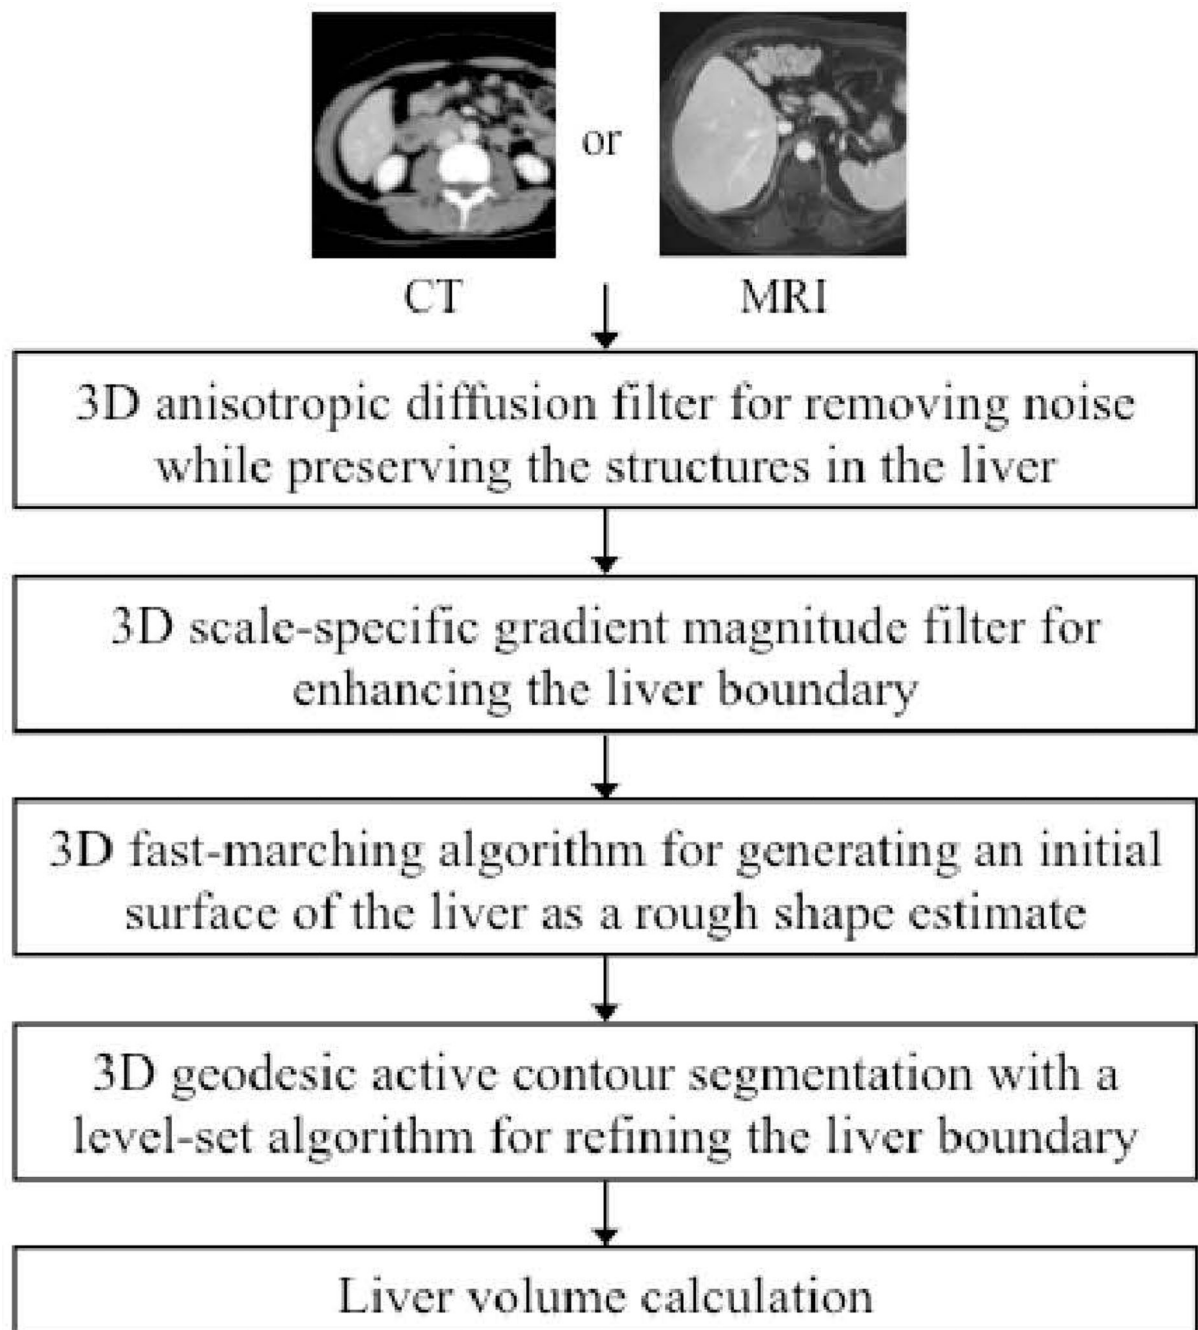 or
CT
MRI
3D anisotropic diffusion filter for removing noise
while preserving the structures in the liver
3D scale-specific gradient magnitude filter for
enhancing the liver boundary
3D fast-marching algorithm for generating an initial
surface of the liver as a rough shape estimate
3D geodesic active contour segmentation with a
level-set algorithm for refining the liver boundary
Liver volume calculation